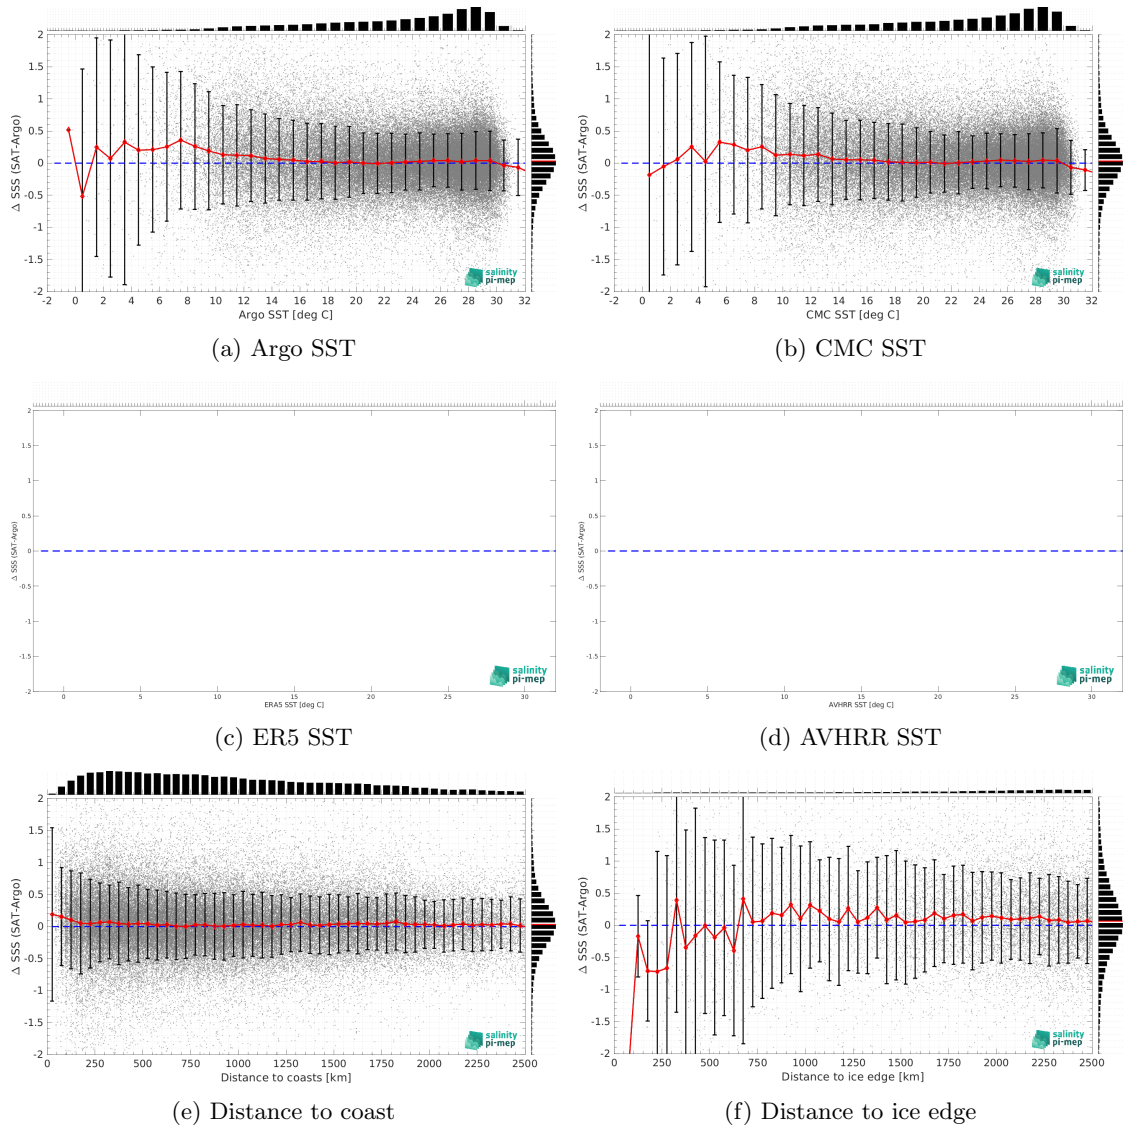 2
1.5
1
0.5
0
-0.5
-1
-1.5
-2
Δ SSS (SAT-Argo)
-2 0 2 4 6 8 10 12 14 16 18 20 22 24 26 28 30 32
Argo SST [deg C]
salinity
pi-mep
(a) Argo SST
2
1.5
1
0.5
0
-0.5
-1
-1.5
-2
Δ SSS (SAT-Argo)
-2 0 2 4 6 8 10 12 14 16 18 20 22 24 26 28 30 32
CMC SST [deg C]
salinity
pi-mep
(b) CMC SST
2
1.5
1
0.5
0
-0.5
-1
-1.5
-2
Δ SSS (SAT-Argo)
0 5 10 15 20 25 30
ERA5 SST [deg C]
salinity
pi-mep
(c) ER5 SST
2
1.5
1
0.5
0
-0.5
-1
-1.5
-2
Δ SSS (SAT-Argo)
0 5 10 15 20 25 30
AVHRR SST [deg C]
salinity
pi-mep
(d) AVHRR SST
2
1.5
1
0.5
0
-0.5
-1
-1.5
-2
Δ SSS (SAT-Argo)
0 250 500 750 1000 1250 1500 1750 2000 2250 2500
Distance to coasts [km]
salinity
pi-mep
(e) Distance to coast
2
1.5
1
0.5
0
-0.5
-1
-1.5
-2
Δ SSS (SAT-Argo)
0 250 500 750 1000 1250 1500 1750 2000 2250 2500
Distance to ice edge [km]
salinity
pi-mep
(f) Distance to ice edge